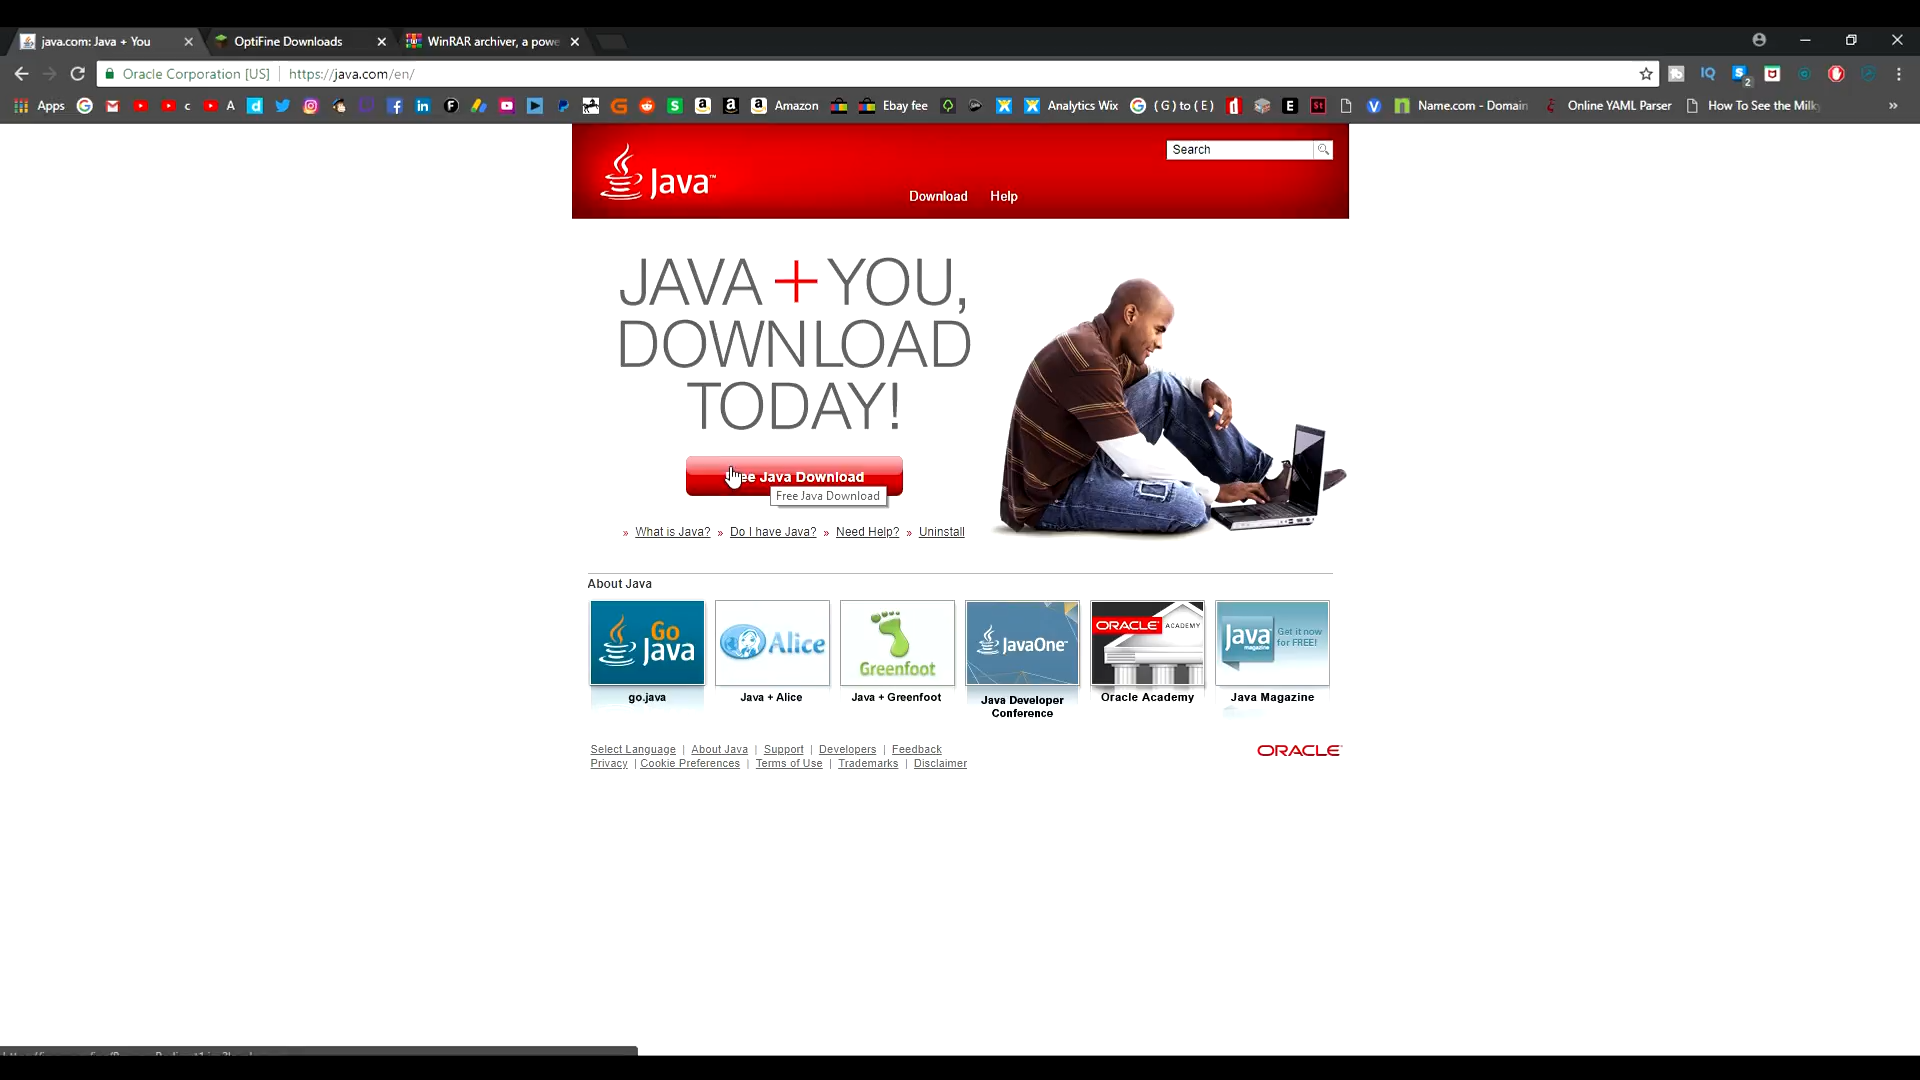 java.com: Java + You
OptiFine Downloads
WinRAR archiver, a powe
Oracle Corporation [US]
https://java.com/en/
Apps
c
A
Amazon
Ebay fee
Analytics Wix
( G ) to ( E )
Name.com - Domain
Online YAML Parser
How To See the Milk
»
Java™
Search
Download
Help
JAVA + YOU,
DOWNLOAD
TODAY!
Java Download
Free Java Download
» What is Java? » Do I have Java? » Need Help? » Uninstall
About Java
Go Java
Alice
Greenfoot
JavaOne™
ORACLE ACADEMY
Java magazine
Get it now for FREE!
go.java
Java + Alice
Java + Greenfoot
Java Developer
Conference
Oracle Academy
Java Magazine
Select Language | About Java | Support | Developers | Feedback
Privacy | Cookie Preferences | Terms of Use | Trademarks | Disclaimer
ORACLE